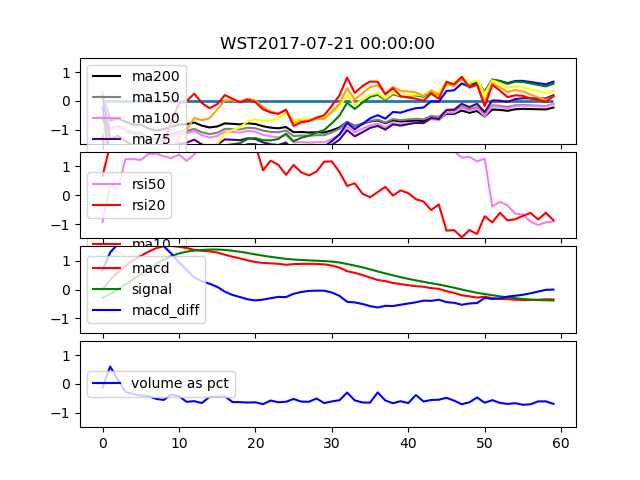 WST2017-07-21 00:00:00
1
0
−1
ma200
ma150
ma100
ma75
1
0
−1
rsi50
rsi20
ma10
1
0
−1
macd
signal
macd_diff
1
0
−1
volume as pct
0 10 20 30 40 50 60